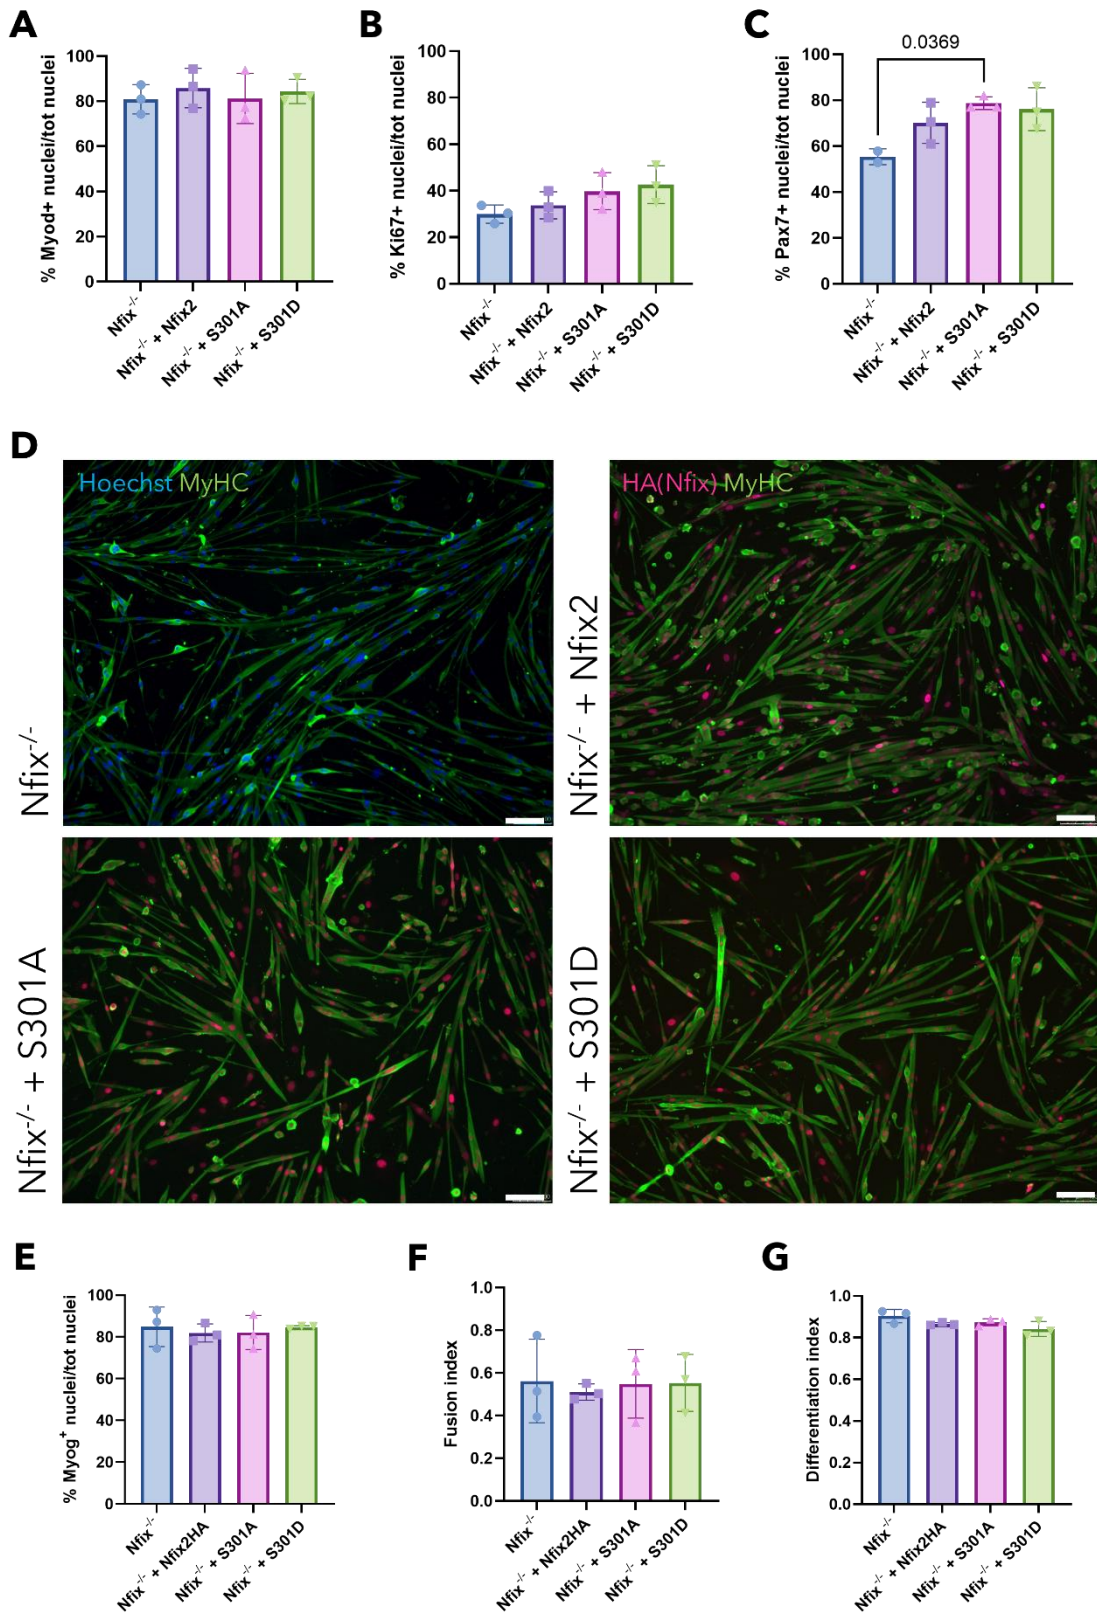 A
% Myod+ nuclei/tot nuclei
100
80
60
40
20
0
Nfix-/-
Nfix-/- + Nfix2
Nfix-/- + S301A
Nfix-/- + S301D
B
% Ki67+ nuclei/tot nuclei
100
80
60
40
20
0
Nfix-/-
Nfix-/- + Nfix2
Nfix-/- + S301A
Nfix-/- + S301D
C
% Pax7+ nuclei/tot nuclei
100
80
60
40
20
0
0.0369
Nfix-/-
Nfix-/- + Nfix2
Nfix-/- + S301A
Nfix-/- + S301D
D
Nfix-/-
Hoechst MyHC
Nfix-/- + Nfix2
HA(Nfix) MyHC
Nfix-/- + S301A
Nfix-/- + S301D
E
% Myog+ nuclei/tot nuclei
100
80
60
40
20
0
Nfix-/-
Nfix-/- + Nfix2HA
Nfix-/- + S301A
Nfix-/- + S301D
F
Fusion index
1.0
0.8
0.6
0.4
0.2
0.0
Nfix-/-
Nfix-/- + Nfix2HA
Nfix-/- + S301A
Nfix-/- + S301D
G
Differentiation index
1.0
0.8
0.6
0.4
0.2
0.0
Nfix-/-
Nfix-/- + Nfix2HA
Nfix-/- + S301A
Nfix-/- + S301D